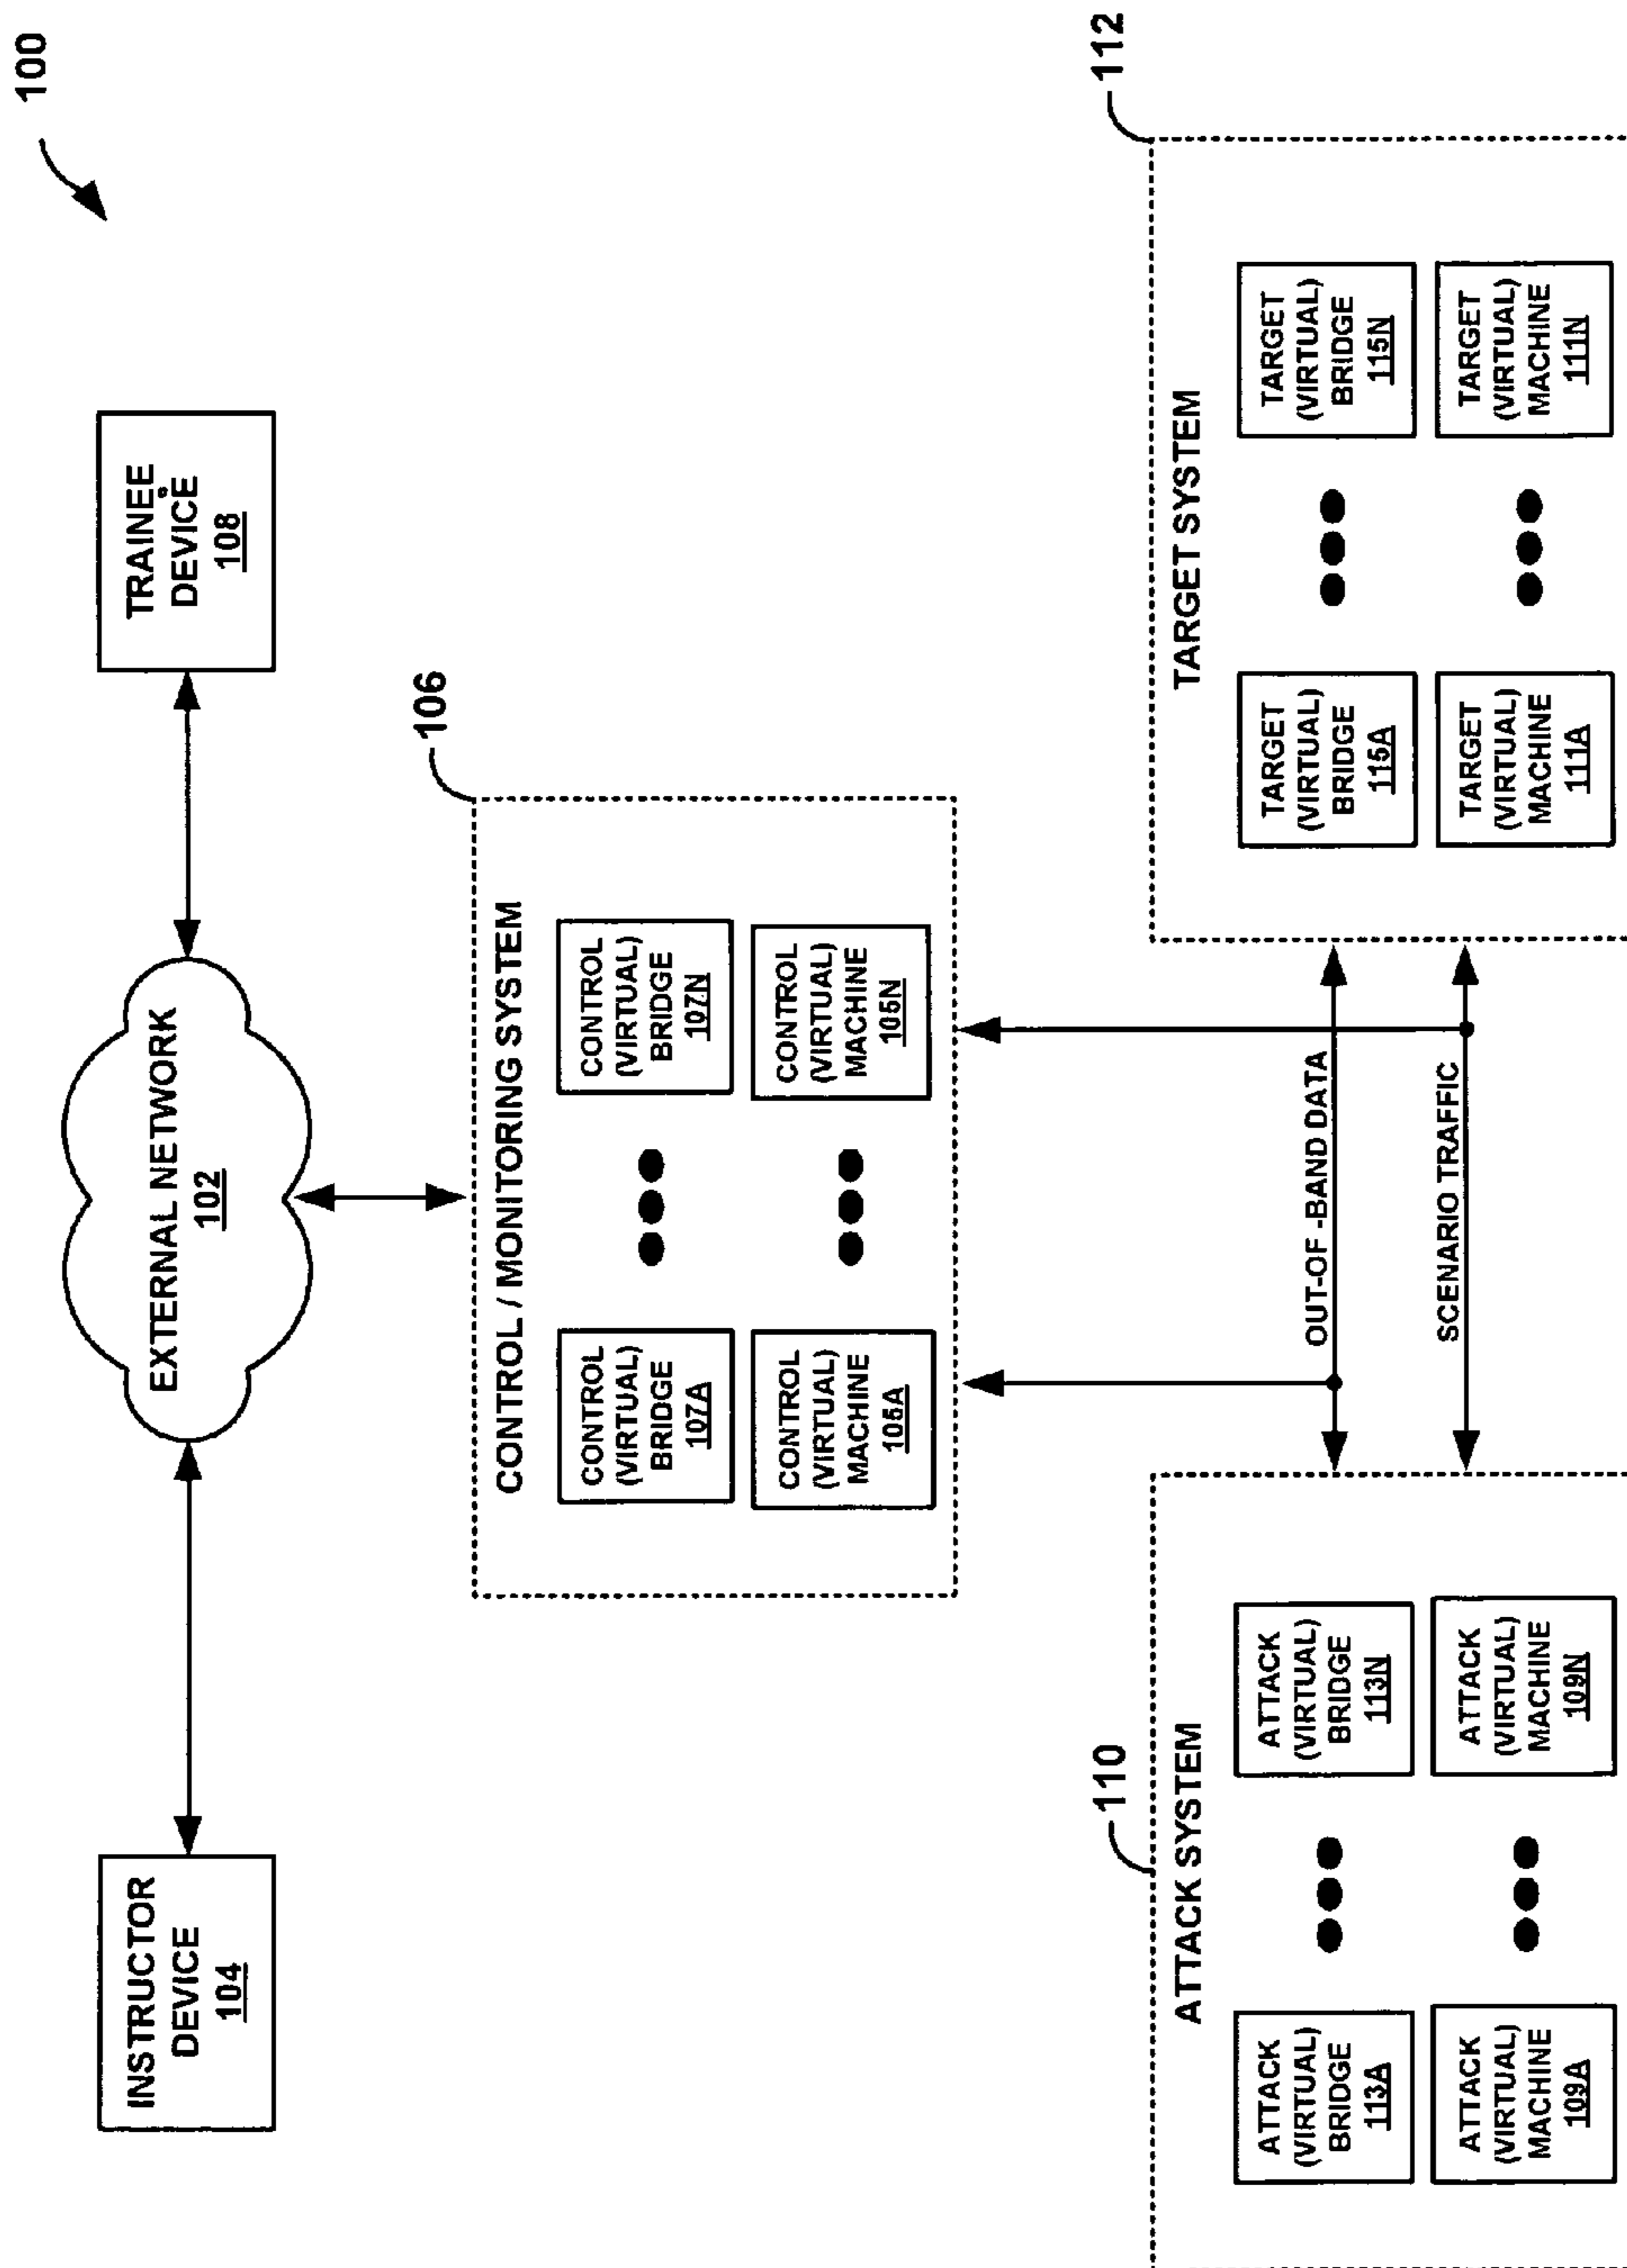 100
INSTRUCTOR
DEVICE
104
EXTERNAL NETWORK
102
TRAINEE
DEVICE
108
106
CONTROL / MONITORING SYSTEM
CONTROL
(VIRTUAL)
BRIDGE
107A
CONTROL
(VIRTUAL)
BRIDGE
107N
CONTROL
(VIRTUAL)
MACHINE
105A
CONTROL
(VIRTUAL)
MACHINE
105N
110
ATTACK SYSTEM
ATTACK
(VIRTUAL)
BRIDGE
113A
ATTACK
(VIRTUAL)
BRIDGE
113N
ATTACK
(VIRTUAL)
MACHINE
109A
ATTACK
(VIRTUAL)
MACHINE
109N
OUT-OF -BAND DATA
SCENARIO TRAFFIC
112
TARGET SYSTEM
TARGET
(VIRTUAL)
BRIDGE
115A
TARGET
(VIRTUAL)
BRIDGE
115N
TARGET
(VIRTUAL)
MACHINE
111A
TARGET
(VIRTUAL)
MACHINE
111N